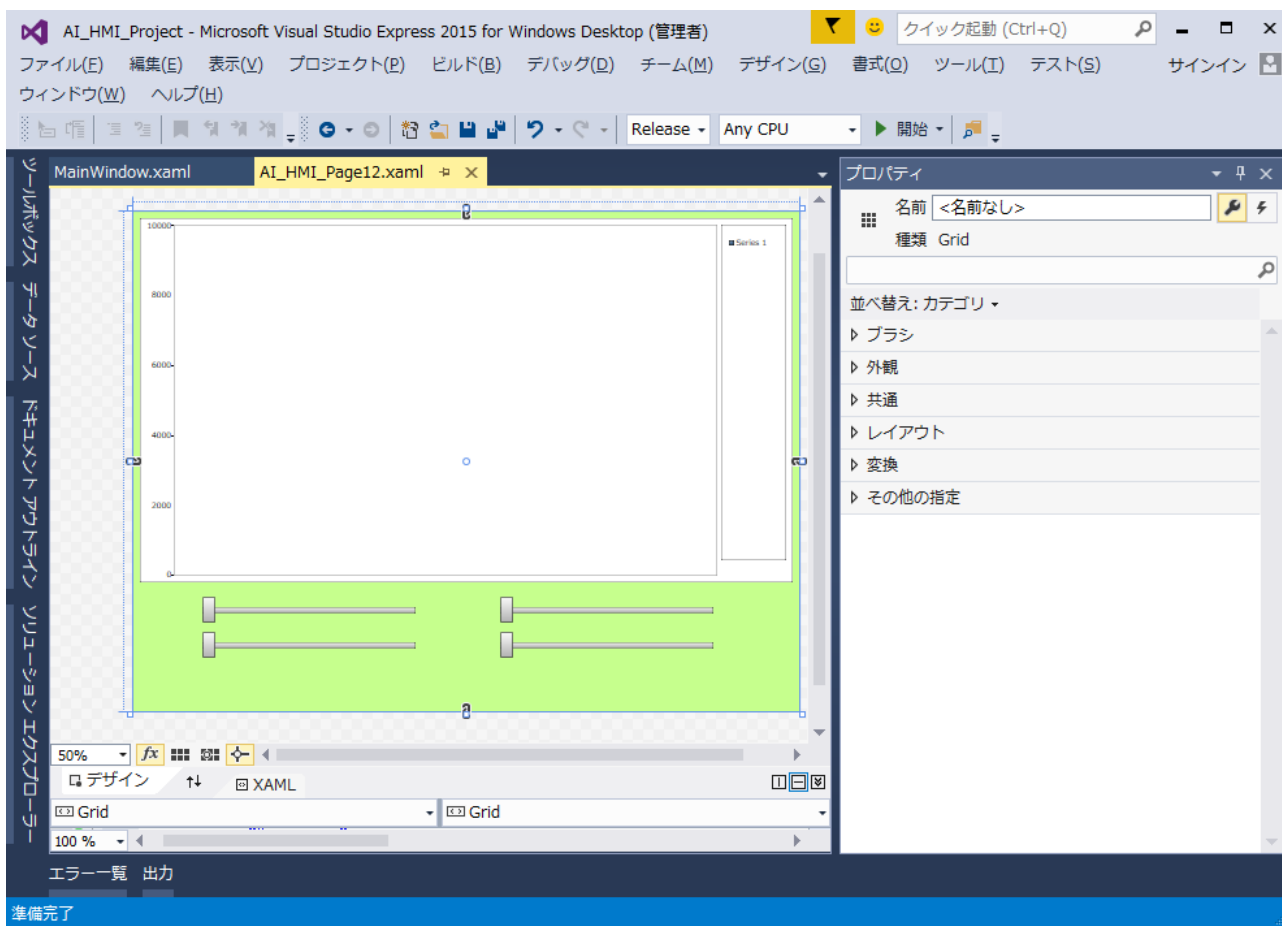 AI_HMI_Project - Microsoft Visual Studio Express 2015 for Windows Desktop (管理者)
クイック起動 (Ctrl+Q)
ファイル(F) 編集(E) 表示(V) プロジェクト(P) ビルド(B) デバッグ(D) チーム(M) デザイン(G) 書式(O) ツール(T) テスト(S) サインイン
ウィンドウ(W) ヘルプ(H)
Release Any CPU 開始
ツールボックス
データ ソース
ドキュメント アウトライン
ソリューション エクスプローラー
MainWindow.xaml AI_HMI_Page12.xaml
10000
8000
6000
4000
2000
0
Series 1
50% fx
デザイン XAML
Grid Grid
100 %
プロパティ
名前 <名前なし>
種類 Grid
並べ替え: カテゴリ
ブラシ
外観
共通
レイアウト
変換
その他の指定
エラー一覧 出力
準備完了